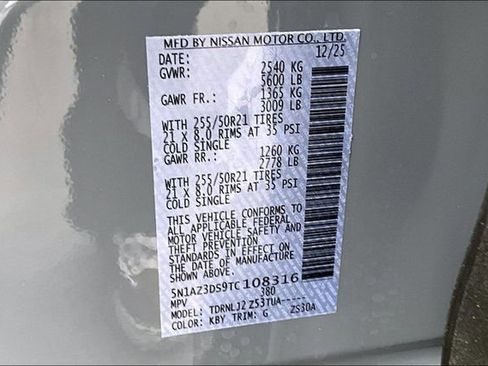 MFD BY NISSAN MOTOR CO., LTD.
DATE: 12/25
GVWR: 2540 KG
5600 LB
GAWR FR.: 1365 KG
3009 LB
WITH 255/50R21 TIRES
21 X 8.0 RIMS AT 35 PSI
COLD SINGLE
GAWR RR.: 1260 KG
2778 LB
WITH 255/50R21 TIRES
21 X 8.0 RIMS AT 35 PSI
COLD SINGLE
THIS VEHICLE CONFORMS TO
ALL APPLICABLE FEDERAL
MOTOR VEHICLE SAFETY AND
THEFT PREVENTION
STANDARDS IN EFFECT ON
THE DATE OF MANUFACTURE
SHOWN ABOVE.
5N1AZ3DS9TC108316
MPV 380
MODEL: TDRNLJ2 Z53TUA-----
COLOR: KBY TRIM: G ZS30A